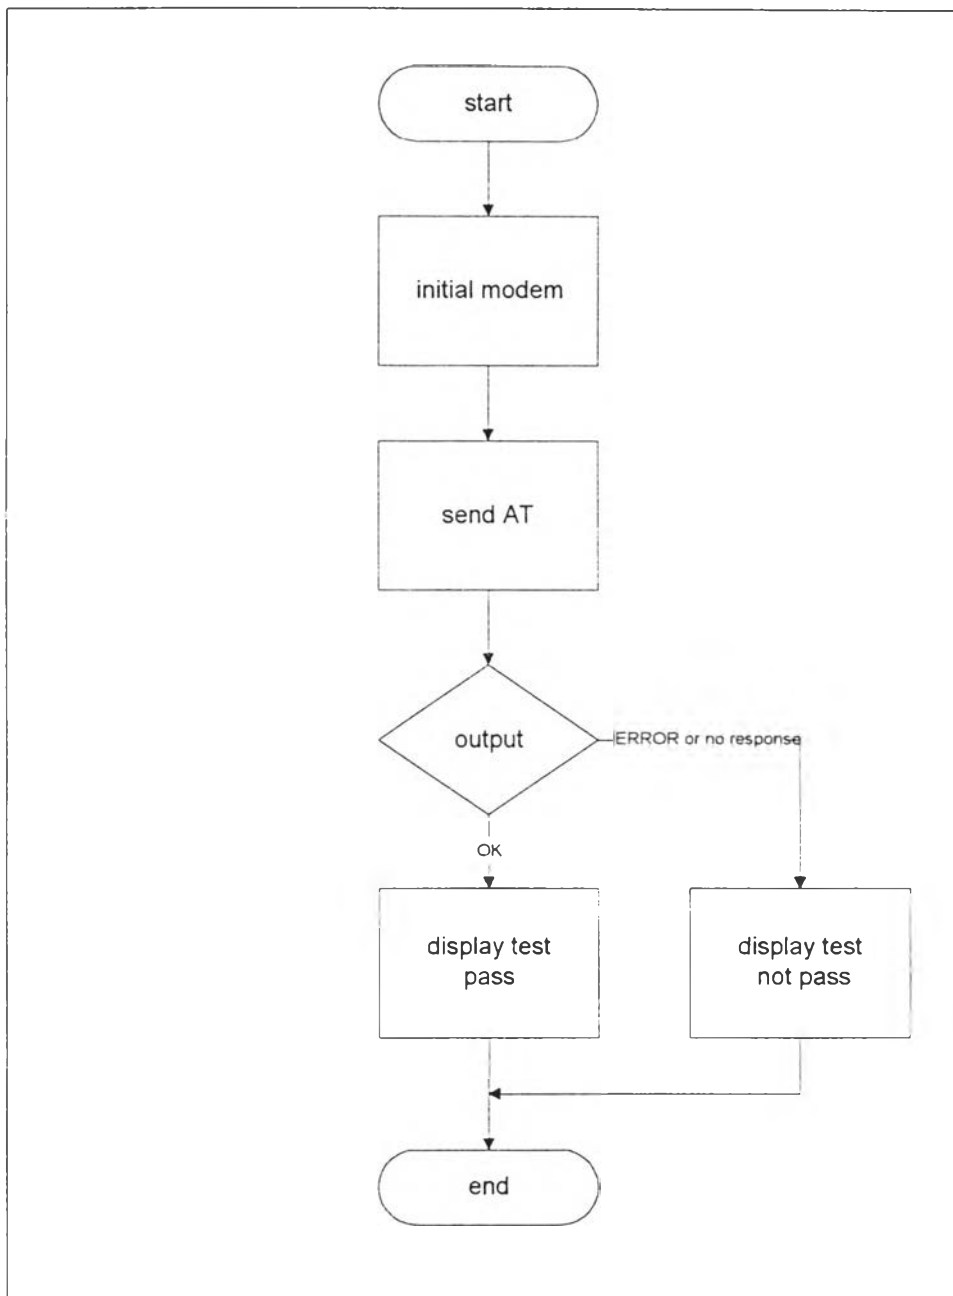 start
initial modem
send AT
output
ERROR or no response
OK
display test
pass
display test
not pass
end